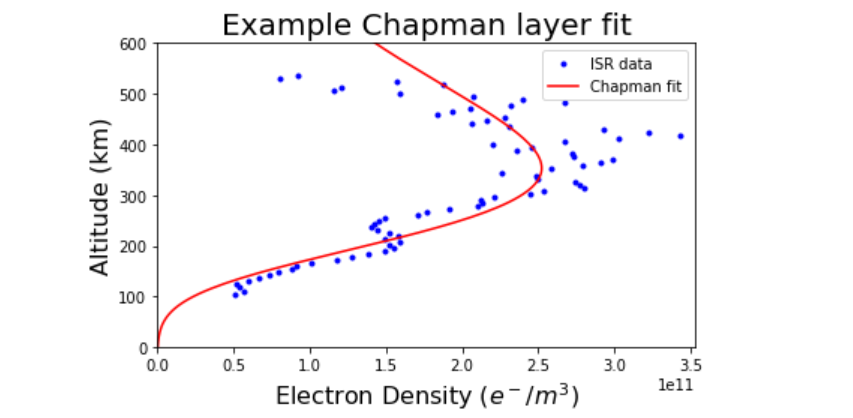 Example Chapman layer fit
600
500
400
300
200
100
0
Altitude (km)
ISR data
Chapman fit
0.0 0.5 1.0 1.5 2.0 2.5 3.0 3.5
1e11
Electron Density (e⁻/m³)